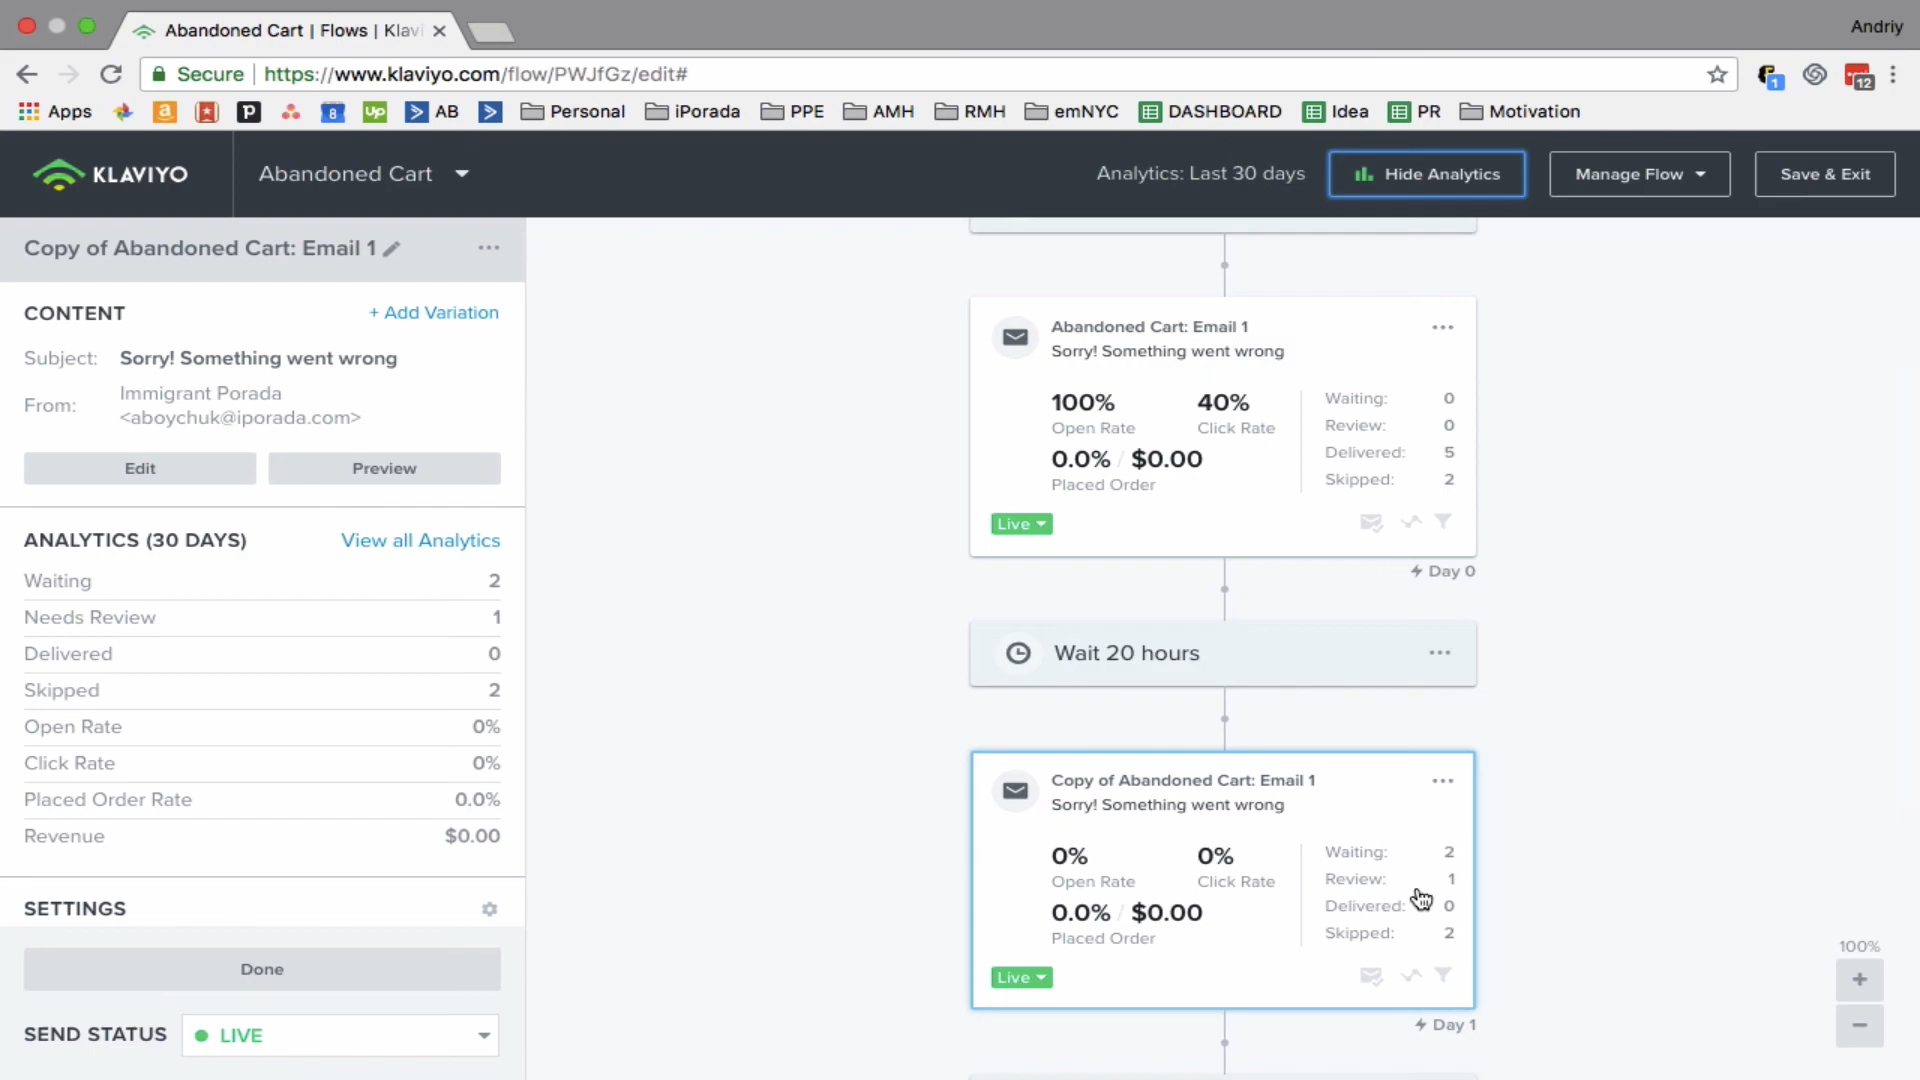 Abandoned Cart | Flows | Klavi
Andriy
Secure https://www.klaviyo.com/flow/PWJfGz/edit#
1
12
Apps
a
p
8
up
AB
Personal
iPorada
PPE
AMH
RMH
emNYC
DASHBOARD
Idea
PR
Motivation
KLAVIYO
Abandoned Cart
Analytics: Last 30 days
Hide Analytics
Manage Flow
Save & Exit
Copy of Abandoned Cart: Email 1
CONTENT
+ Add Variation
Subject: Sorry! Something went wrong
From: Immigrant Porada
<aboychuk@iporada.com>
Edit
Preview
ANALYTICS (30 DAYS)
View all Analytics
Waiting 2
Needs Review 1
Delivered 0
Skipped 2
Open Rate 0%
Click Rate 0%
Placed Order Rate 0.0%
Revenue $0.00
SETTINGS
Done
SEND STATUS LIVE
Abandoned Cart: Email 1
Sorry! Something went wrong
100% 40%
Open Rate Click Rate
0.0% / $0.00
Placed Order
Waiting: 0
Review: 0
Delivered: 5
Skipped: 2
Live
Day 0
Wait 20 hours
Copy of Abandoned Cart: Email 1
Sorry! Something went wrong
0% 0%
Open Rate Click Rate
0.0% / $0.00
Placed Order
Waiting: 2
Review: 1
Delivered: 0
Skipped: 2
Live
Day 1
100%
+
−